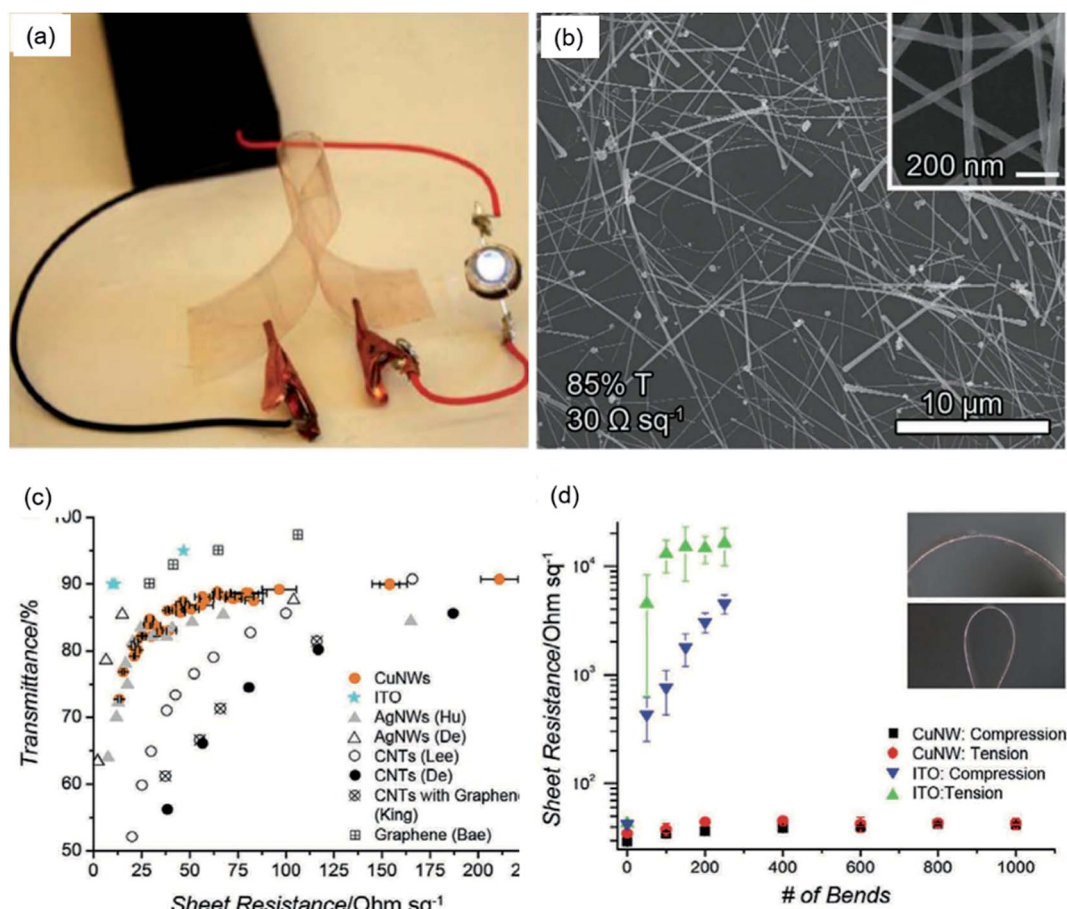 (a)
(b)
200 nm
85% T
30 Ω sq⁻¹
10 µm
(c)
100
90
80
70
60
50
Transmittance/%
CuNWs
ITO
AgNWs (Hu)
AgNWs (De)
CNTs (Lee)
CNTs (De)
CNTs with Graphen
(King)
Graphene (Bae)
0 25 50 75 100 125 150 175 200 2
Sheet Resistance/Ohm sq⁻¹
(d)
10⁴
10³
10²
Sheet Resistance/Ohm sq⁻¹
CuNW: Compression
CuNW: Tension
ITO: Compression
ITO:Tension
0 200 400 600 800 1000
# of Bends